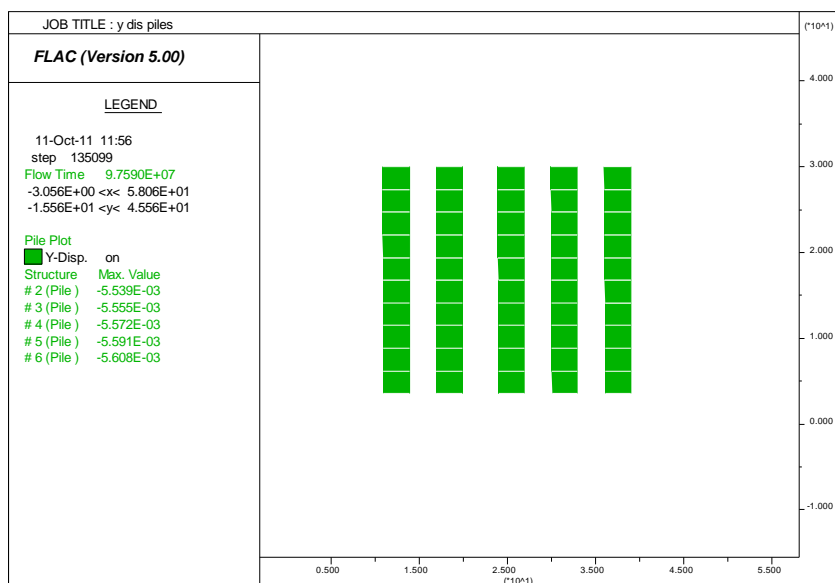 JOB TITLE : y dis piles
FLAC (Version 5.00)
LEGEND
11-Oct-11 11:56
step 135099
Flow Time 9.7590E+07
-3.056E+00 <x< 5.806E+01
-1.556E+01 <y< 4.556E+01
Pile Plot
Y-Disp. on
Structure Max. Value
# 2 (Pile ) -5.539E-03
# 3 (Pile ) -5.555E-03
# 4 (Pile ) -5.572E-03
# 5 (Pile ) -5.591E-03
# 6 (Pile ) -5.608E-03
(*10^1)
4.000
3.000
2.000
1.000
0.000
-1.000
0.500 1.500 2.500 3.500 4.500 5.500
(*10^1)